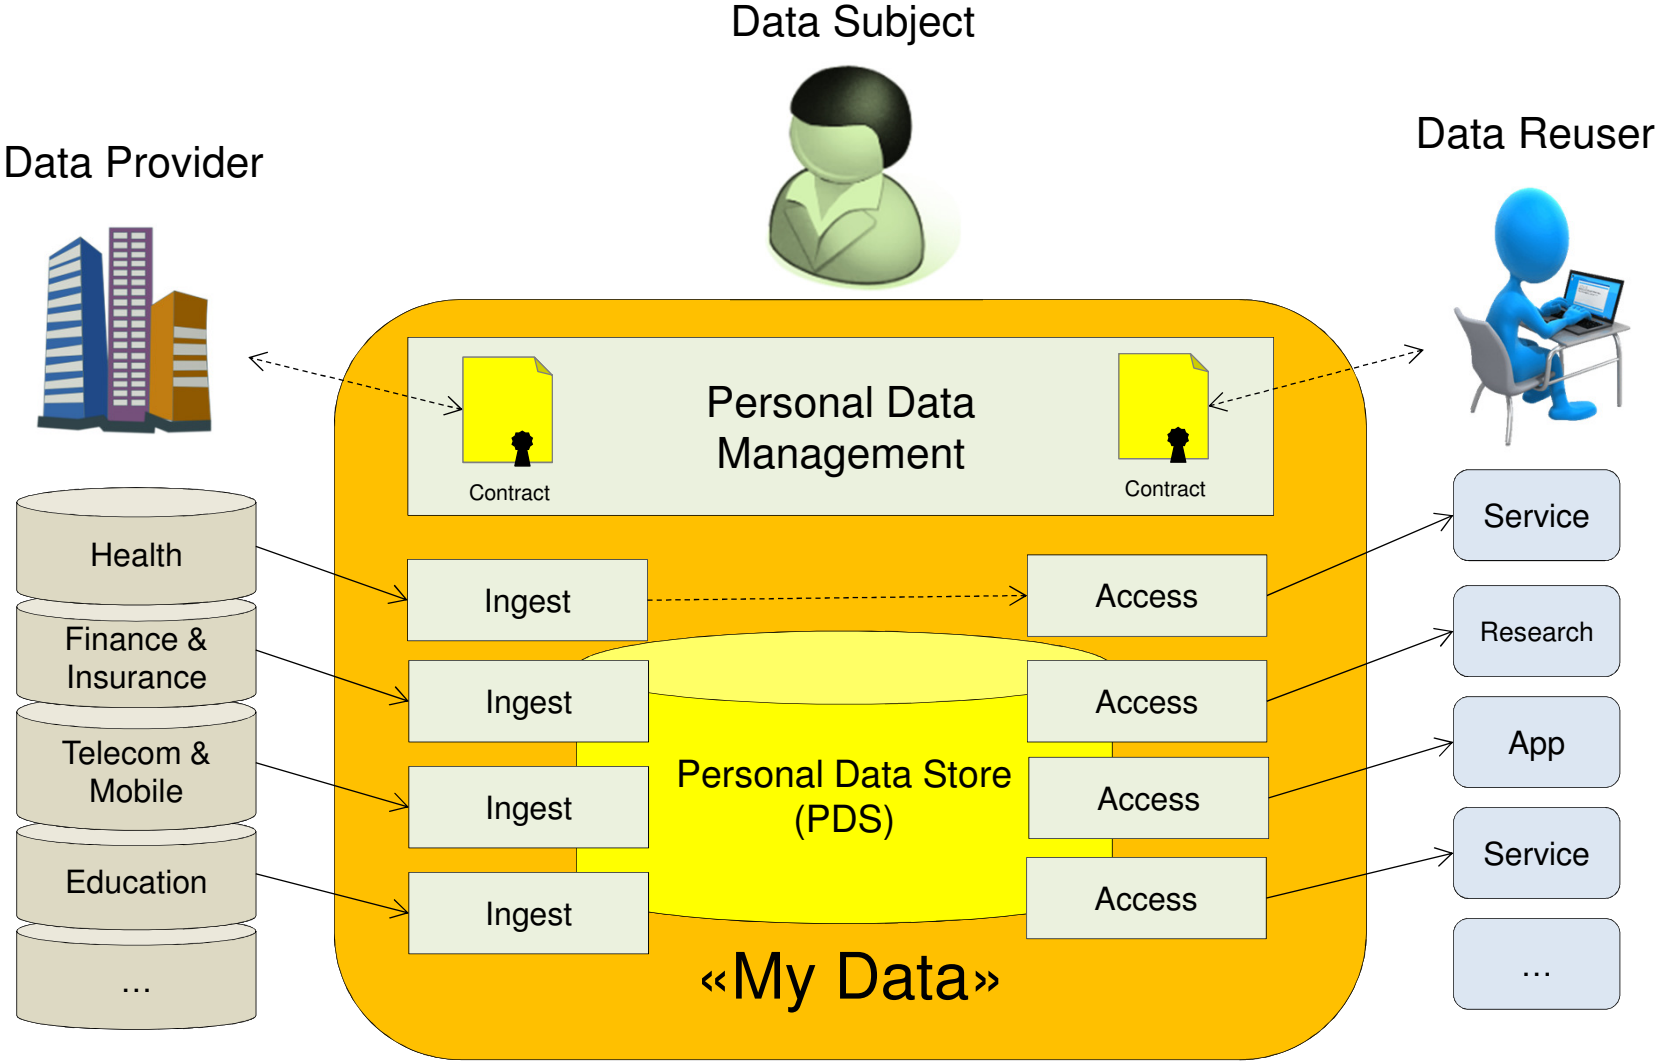 Data Subject
Data Provider
Data Reuser
Personal Data
Management
Contract
Contract
Health
Finance &
Insurance
Telecom &
Mobile
Education
...
Ingest
Ingest
Ingest
Ingest
Personal Data Store
(PDS)
Access
Access
Access
Access
«My Data»
Service
Research
App
Service
...